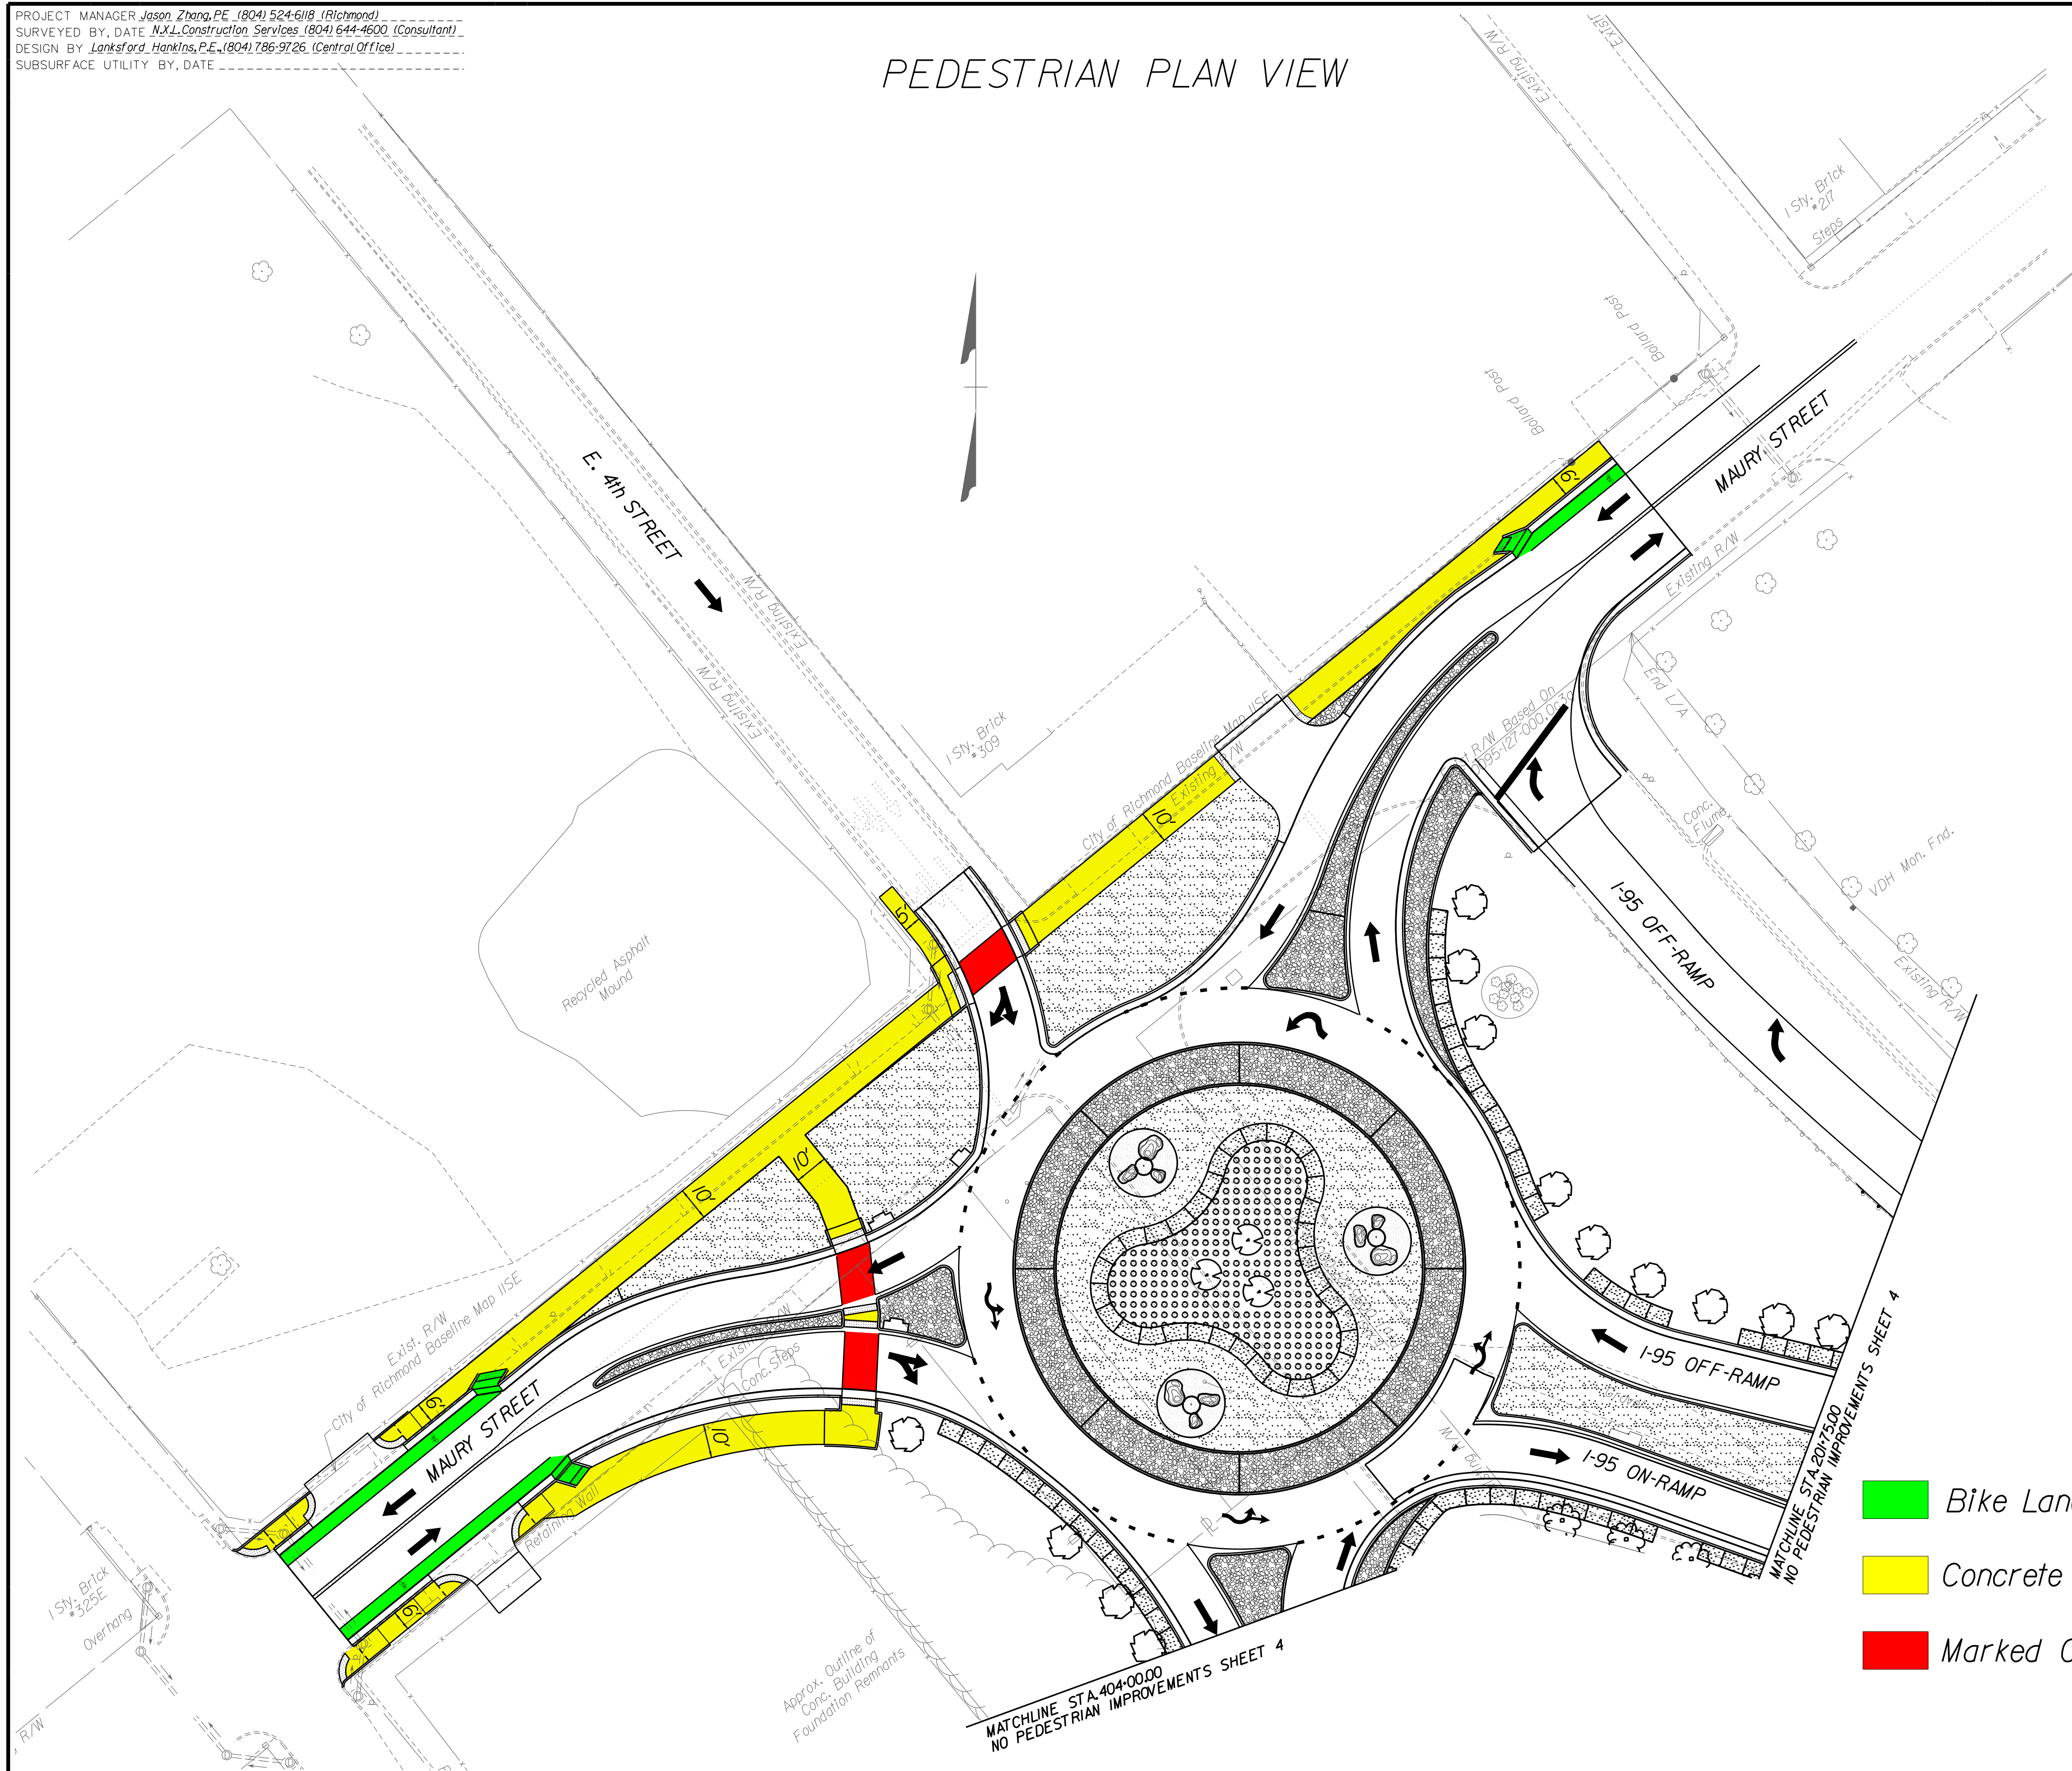 PROJECT MANAGER Jason Zhang, PE (804) 524-6118 (Richmond)
SURVEYED BY, DATE N.X.L. Construction Services (804) 644-4600 (Consultant)
DESIGN BY Lanksford Hankins, P.E., (804) 786-9726 (Central Office)
SUBSURFACE UTILITY BY, DATE
PEDESTRIAN PLAN VIEW
Existing R/W
1 Sty. Brick
#217
Steps
Bollard Post
Bollard Post
MAURY STREET
6'
Existing R/W
E. 4th STREET
Existing R/W
Existing R/W
End L/A
R/W Based On
1 Sty. Brick
#309
City of Richmond Baseline Map 115E
Existing R/W
10'
Conc.
Flume
VDH Mon. Fnd.
Existing R/W
I-95 OFF-RAMP
5'
Recycled Asphalt
Mound
10'
10'
Exist. R/W
City of Richmond Baseline Map 115E
Existing R/W
Conc. Steps
6'
MAURY STREET
10'
Retaining Wall
6'
I-95 OFF-RAMP
I-95 ON-RAMP
MATCHLINE STA. 201+75.00
NO PEDESTRIAN IMPROVEMENTS SHEET 4
1 Sty. Brick
#325E
Overhang
R/W
Approx. Outline of
Conc. Building
Foundation Remnants
MATCHLINE STA. 404+00.00
NO PEDESTRIAN IMPROVEMENTS SHEET 4
Bike Lan
Concrete
Marked C